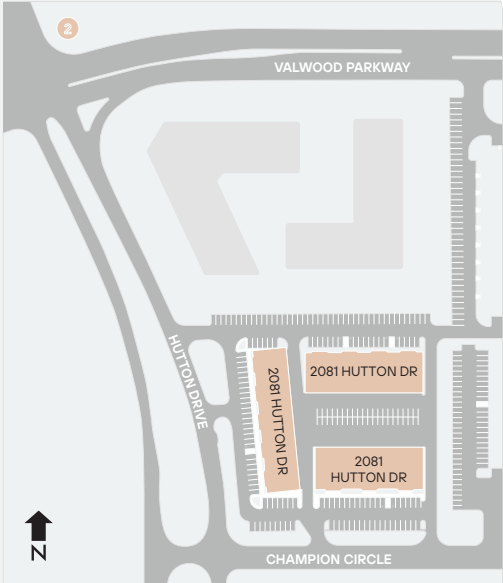 2
VALWOOD PARKWAY
HUTTON DRIVE
2081 HUTTON DR
2081 HUTTON DR
2081
HUTTON DR
N
CHAMPION CIRCLE